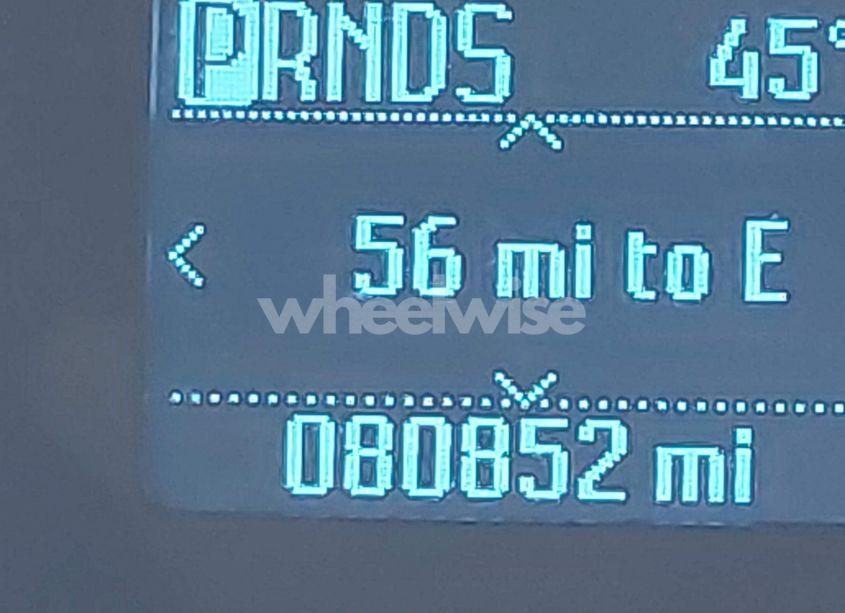 PRNDS 45°
< 56 mi to E
wheelwise
080852 mi